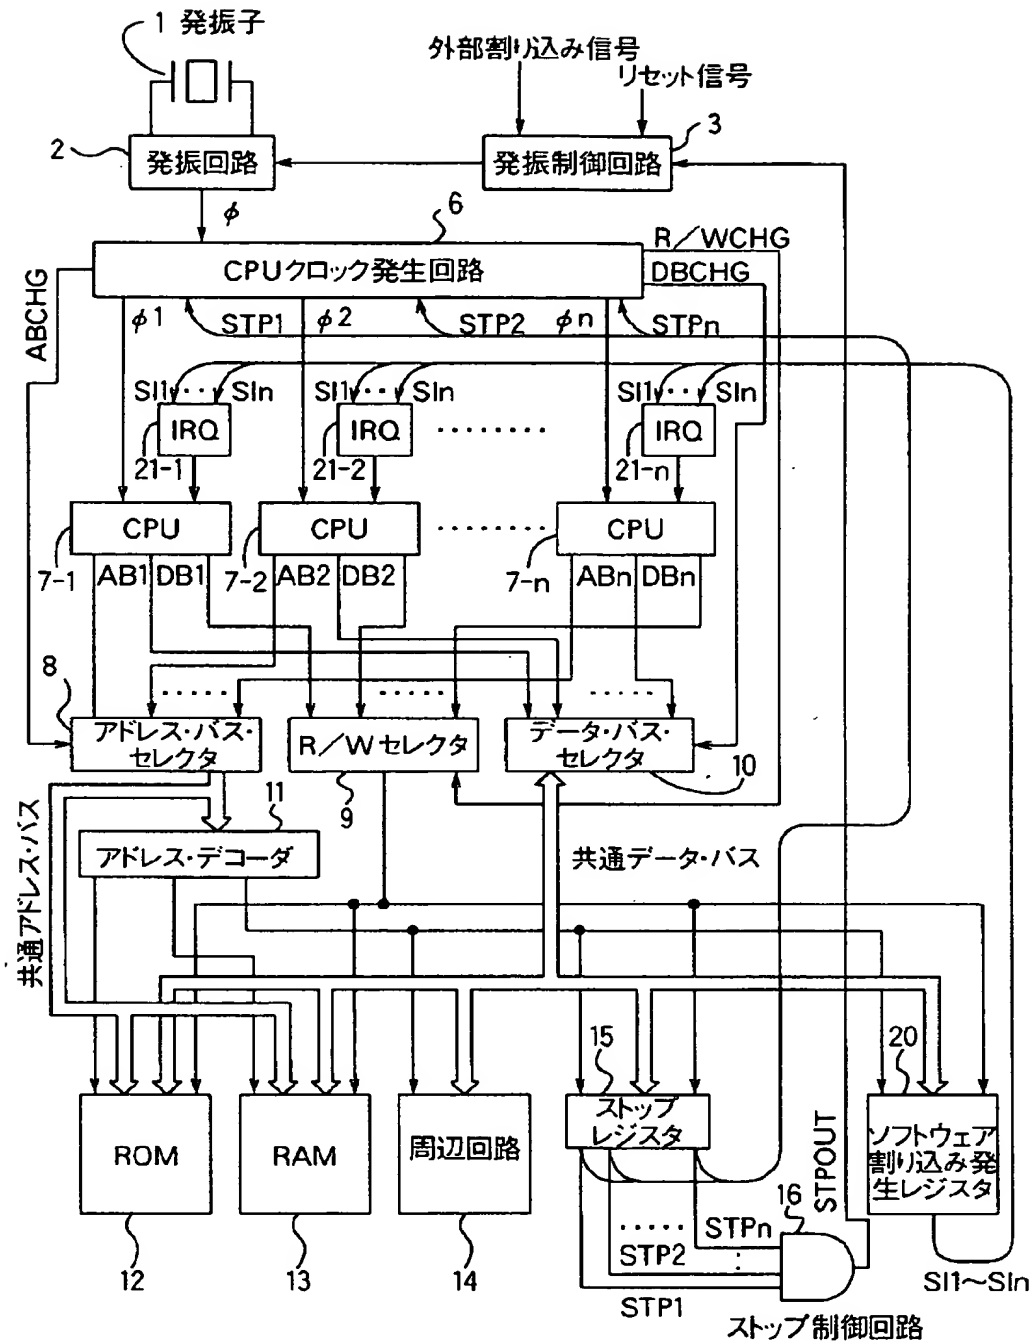 1 発振子
外部割り込み信号
リセット信号
2
発振回路
発振制御回路
3
φ
6
R/WCHG
CPUクロック発生回路
DBCHG
ABCHG
φ1
STP1
φ2
STP2
φn
STPn
SI1 ･･･ SIn
SI1 ･･･ SIn
SI1 ･･･ SIn
IRQ
IRQ
･････････
IRQ
21-1
21-2
21-n
CPU
CPU
･････････
CPU
7-1
AB1
DB1
7-2
AB2
DB2
7-n
ABn
DBn
8
･････
･････
･････
アドレス・バス・
セレクタ
R/Wセレクタ
データ・バス・
セレクタ
9
10
11
アドレス・デコーダ
共通アドレス・バス
共通データ・バス
15
20
ROM
RAM
周辺回路
ストップ
レジスタ
ソフトウェア
割り込み発
生レジスタ
STPOUT
12
13
14
16
･････
STPn
STP2
STP1
SI1～SIn
ストップ制御回路